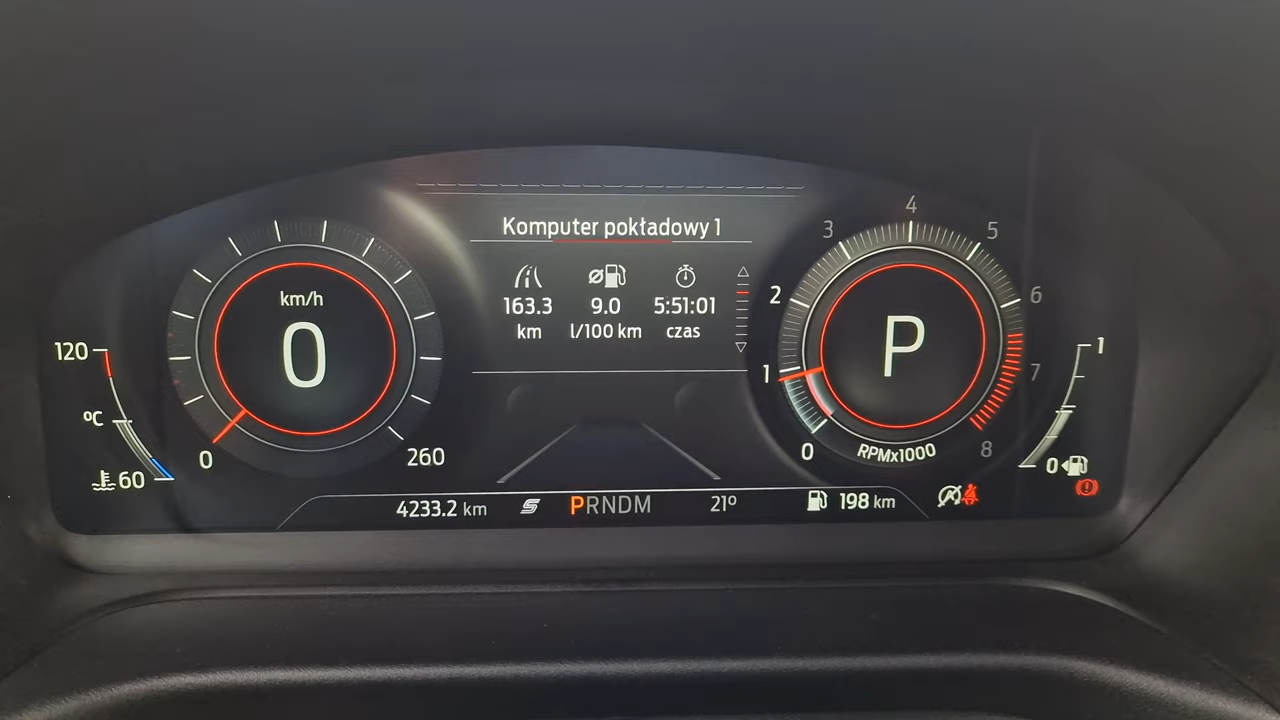 Komputer pokładowy 1
163.3 9.0 5:51:01
km l/100 km czas
km/h
0
120
°C
60
0
260
P
0
1
2
3
4
5
6
7
8
RPMx1000
1
0
4233.2 km S PRNDM 21° 198 km